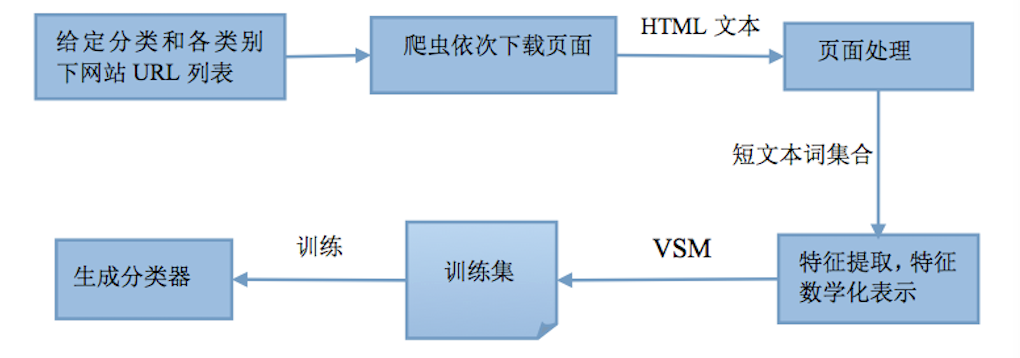 给定分类和各类别
下网站 URL 列表
爬虫依次下载页面
HTML 文本
页面处理
短文本词集合
特征提取，特征
数学化表示
VSM
训练集
训练
生成分类器